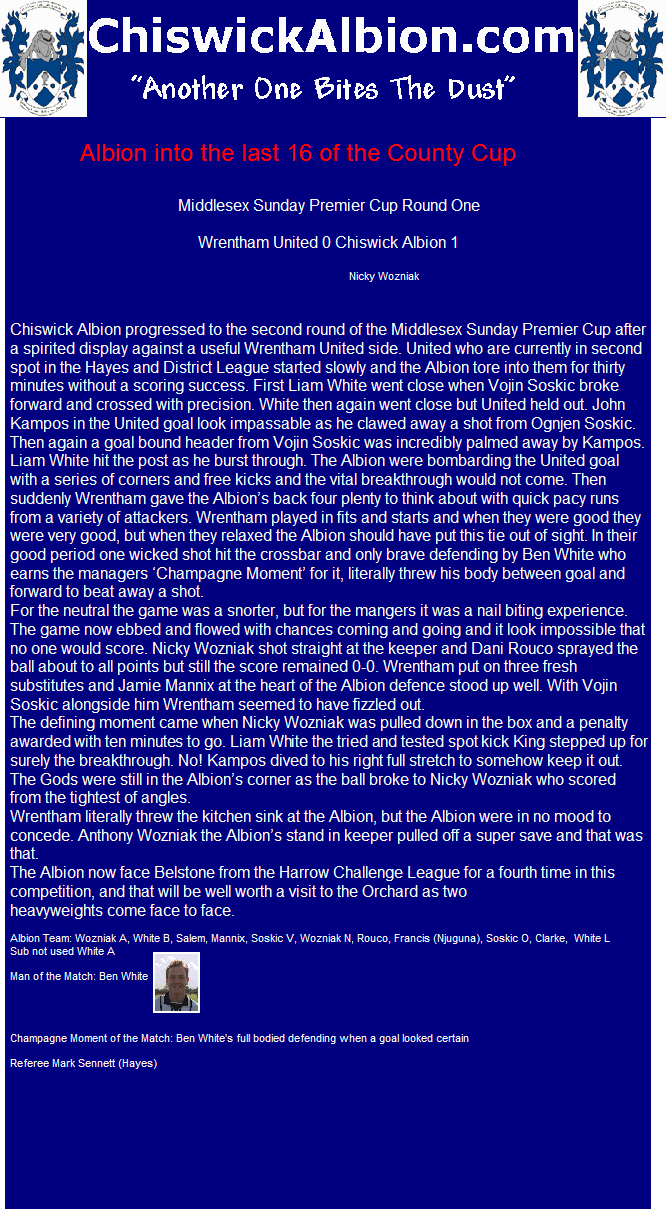 ChiswickAlbion.com
"Another One Bites The Dust"
Albion into the last 16 of the County Cup
Middlesex Sunday Premier Cup Round One
Wrentham United 0 Chiswick Albion 1
Nicky Wozniak
Chiswick Albion progressed to the second round of the Middlesex Sunday Premier Cup after
a spirited display against a useful Wrentham United side. United who are currently in second
spot in the Hayes and District League started slowly and the Albion tore into them for thirty
minutes without a scoring success. First Liam White went close when Vojin Soskic broke
forward and crossed with precision. White then again went close but United held out. John
Kampos in the United goal look impassable as he clawed away a shot from Ognjen Soskic.
Then again a goal bound header from Vojin Soskic was incredibly palmed away by Kampos.
Liam White hit the post as he burst through. The Albion were bombarding the United goal
with a series of corners and free kicks and the vital breakthrough would not come. Then
suddenly Wrentham gave the Albion's back four plenty to think about with quick pacy runs
from a variety of attackers. Wrentham played in fits and starts and when they were good they
were very good, but when they relaxed the Albion should have put this tie out of sight. In their
good period one wicked shot hit the crossbar and only brave defending by Ben White who
earns the managers 'Champagne Moment' for it, literally threw his body between goal and
forward to beat away a shot.
For the neutral the game was a snorter, but for the mangers it was a nail biting experience.
The game now ebbed and flowed with chances coming and going and it look impossible that
no one would score. Nicky Wozniak shot straight at the keeper and Dani Rouco sprayed the
ball about to all points but still the score remained 0-0. Wrentham put on three fresh
substitutes and Jamie Mannix at the heart of the Albion defence stood up well. With Vojin
Soskic alongside him Wrentham seemed to have fizzled out.
The defining moment came when Nicky Wozniak was pulled down in the box and a penalty
awarded with ten minutes to go. Liam White the tried and tested spot kick King stepped up for
surely the breakthrough. No! Kampos dived to his right full stretch to somehow keep it out.
The Gods were still in the Albion's corner as the ball broke to Nicky Wozniak who scored
from the tightest of angles.
Wrentham literally threw the kitchen sink at the Albion, but the Albion were in no mood to
concede. Anthony Wozniak the Albion's stand in keeper pulled off a super save and that was
that.
The Albion now face Belstone from the Harrow Challenge League for a fourth time in this
competition, and that will be well worth a visit to the Orchard as two
heavyweights come face to face.
Albion Team: Wozniak A, White B, Salem, Mannix, Soskic V, Wozniak N, Rouco, Francis (Njuguna), Soskic O, Clarke, White L
Sub not used White A
Man of the Match: Ben White
Champagne Moment of the Match: Ben White's full bodied defending when a goal looked certain
Referee Mark Sennett (Hayes)